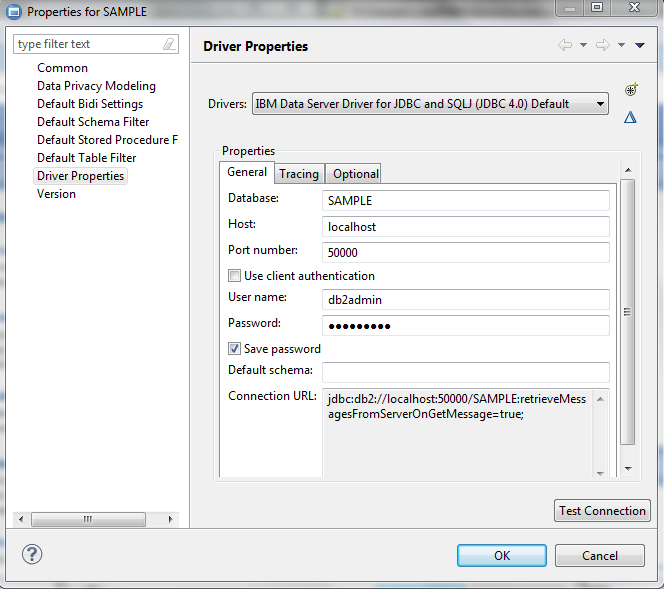 Properties for SAMPLE
type filter text
Common
Data Privacy Modeling
Default Bidi Settings
Default Schema Filter
Default Stored Procedure F
Default Table Filter
Driver Properties
Version
Driver Properties
Drivers: IBM Data Server Driver for JDBC and SQLJ (JDBC 4.0) Default
Properties
General Tracing Optional
Database: SAMPLE
Host: localhost
Port number: 50000
Use client authentication
User name: db2admin
Password: ●●●●●●●●●
Save password
Default schema:
Connection URL: jdbc:db2://localhost:50000/SAMPLE:retrieveMess
agesFromServerOnGetMessage=true;
Test Connection
OK Cancel